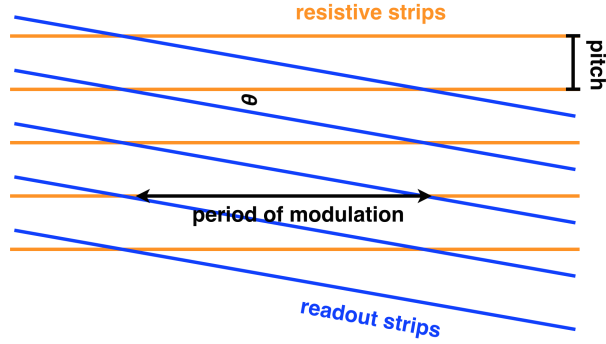 resistive strips
pitch
θ
period of modulation
readout strips